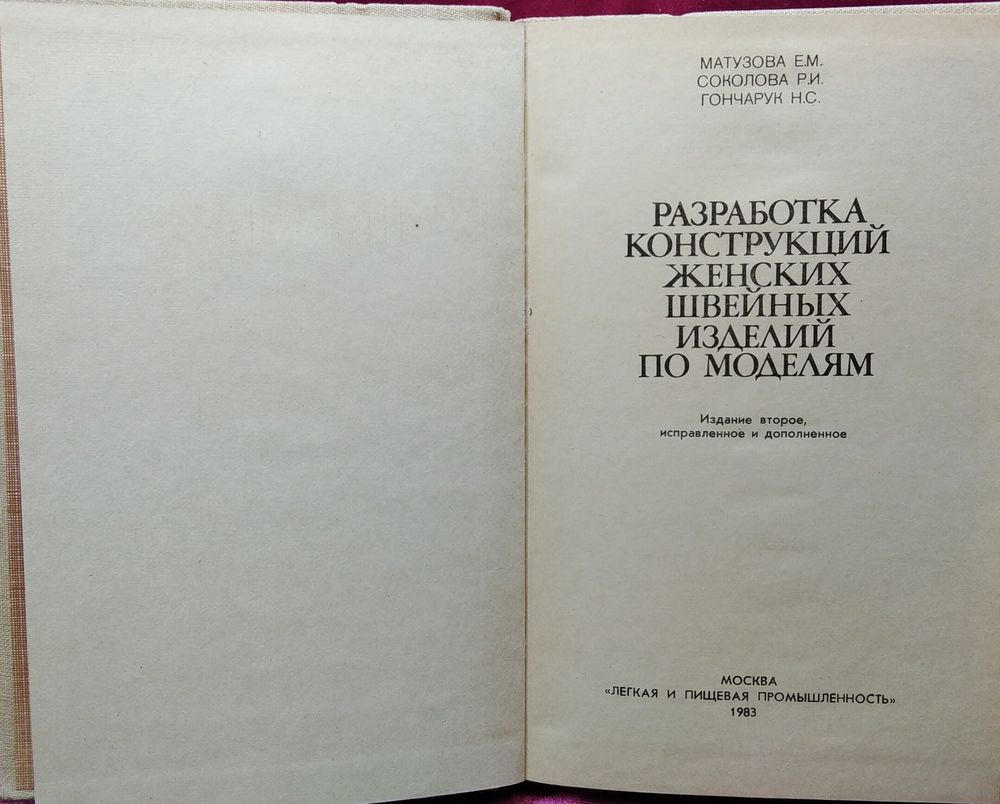 МАТУЗОВА Е.М.
СОКОЛОВА Р.И.
ГОНЧАРУК Н.С.
РАЗРАБОТКА
КОНСТРУКЦИЙ
ЖЕНСКИХ
ШВЕЙНЫХ
ИЗДЕЛИЙ
ПО МОДЕЛЯМ
Издание второе,
исправленное и дополненное
МОСКВА
«ЛЕГКАЯ И ПИЩЕВАЯ ПРОМЫШЛЕННОСТЬ»
1983